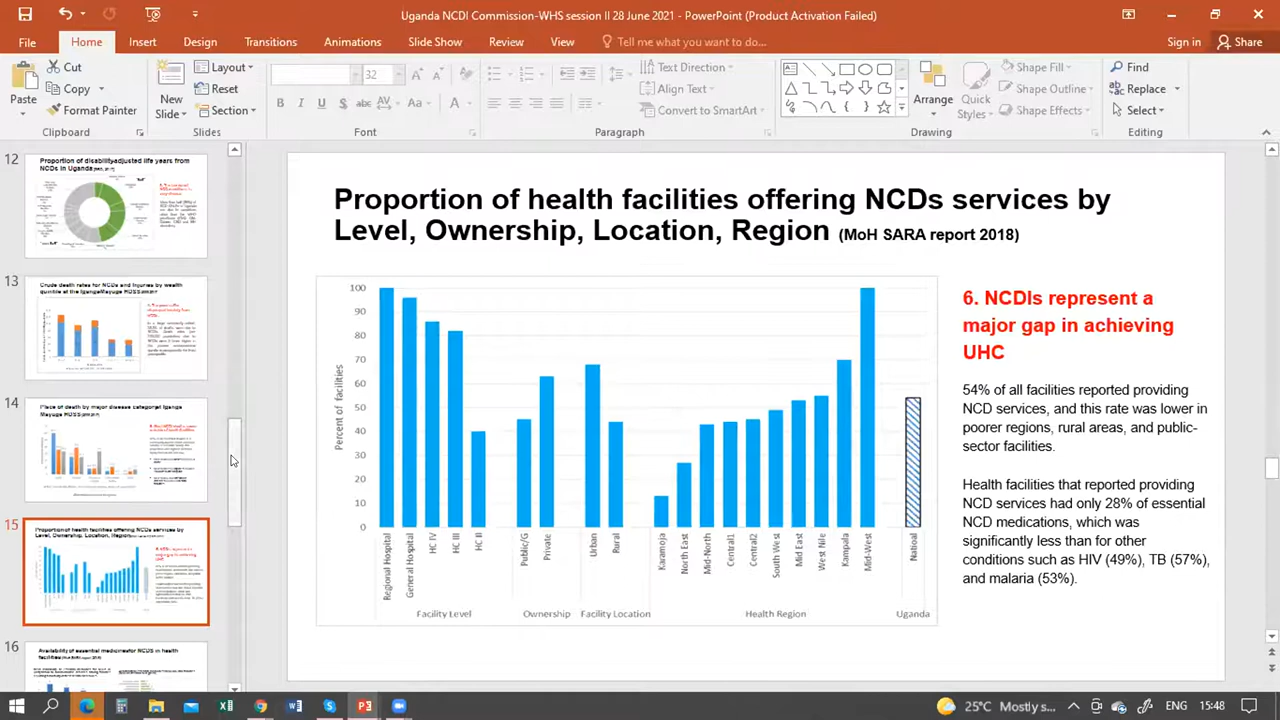 Uganda NCDI Commission-WHS session II 28 June 2021 - PowerPoint (Product Activation Failed)
File Home Insert Design Transitions Animations Slide Show Review View Tell me what you want to do... Sign in Share
Paste
Cut
Copy
Format Painter
Clipboard
New Slide
Layout
Reset
Section
Slides
32
Font
Text Direction
Align Text
Convert to SmartArt
Paragraph
Arrange
Quick Styles
Shape Fill
Shape Outline
Shape Effects
Drawing
Find
Replace
Select
Editing
12
Proportion of disability-adjusted life years from
NCDs in Uganda
13
Crude death rates for NCDs and Injuries by wealth
quintile at the Iganga Mayuge HDSS
14
Place of death by major disease category at Iganga
Mayuge HDSS
15
Proportion of health facilities offering NCDs services by
Level, Ownership, Location, Region
16
Availability of essential medicines for NCDS in health
facilities
Proportion of health facilities offering NCDs services by
Level, Ownership, Location, Region (MoH SARA report 2018)
Percent of Facilities
100
90
80
70
60
50
40
30
20
10
0
Regional Hospital
General Hospital
HC IV
HC III
HC II
Public/G
Private
Urban
Rural
Karamoja
North East
Mid-North
Central1
Central2
South West
Mid East
West Nile
Kampala
National
Facility Level
Ownership
Facility Location
Health Region
Uganda
6. NCDIs represent a
major gap in achieving
UHC
54% of all facilities reported providing
NCD services, and this rate was lower in
poorer regions, rural areas, and public-
sector facilities.
Health facilities that reported providing
NCD services had only 28% of essential
NCD medications, which was
significantly less than for other
conditions such as HIV (49%), TB (57%),
and malaria (53%).
25°C Mostly s... ENG 15:48